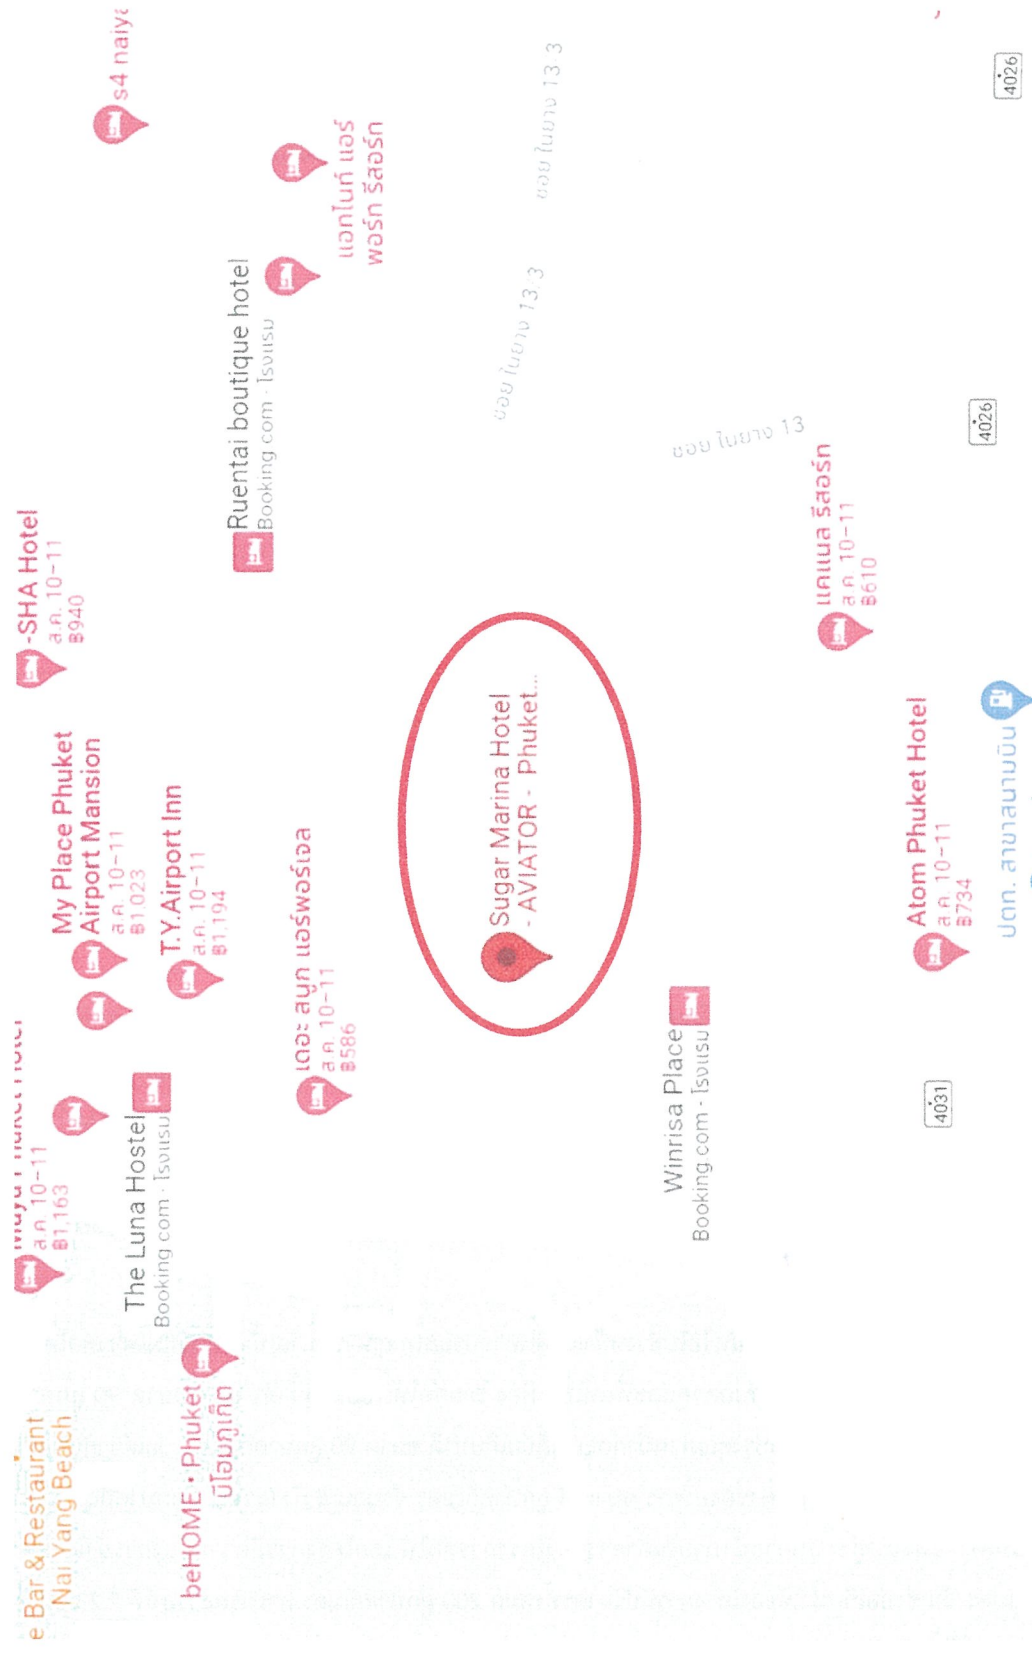 s4 naiya
แอทไนท์ แอร์
พอร์ท รีสอร์ท
Ruentai boutique hotel
Booking.com · โรงแรม
ซอย ในยาง 13/3
ซอย ในยาง 13/3
ซอย ในยาง 13
4026
4026
-SHA Hotel
ส.ค. 10–11
฿940
My Place Phuket
Airport Mansion
ส.ค. 10–11
฿1,023
T.Y.Airport Inn
ส.ค. 10–11
฿1,194
เดอะ สนูก แอร์พอร์เจล
ส.ค. 10–11
฿586
Sugar Marina Hotel
- AVIATOR - Phuket...
แคแนล รีสอร์ท
ส.ค. 10–11
฿610
Atom Phuket Hotel
ส.ค. 10–11
฿734
ปตท. สาขาสนามบิน
Phuket Hotel
ส.ค. 10–11
฿1,163
The Luna Hostel
Booking.com · โรงแรม
Winrisa Place
Booking.com - โรงแรม
4031
e Bar & Restaurant
Nai Yang Beach
beHOME • Phuket
บีโฮมภูเก็ต